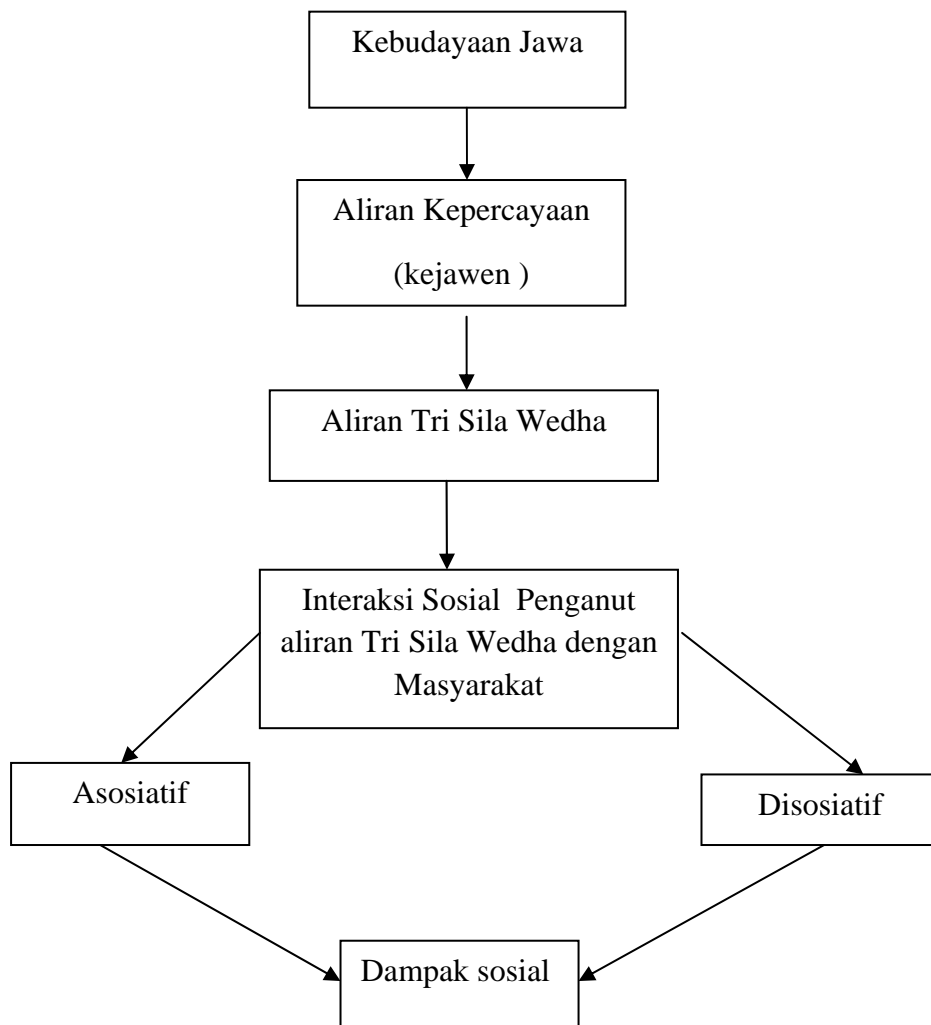 Kebudayaan Jawa
Aliran Kepercayaan
(kejawen )
Aliran Tri Sila Wedha
Interaksi Sosial  Penganut
aliran Tri Sila Wedha dengan
Masyarakat
Asosiatif
Disosiatif
Dampak sosial